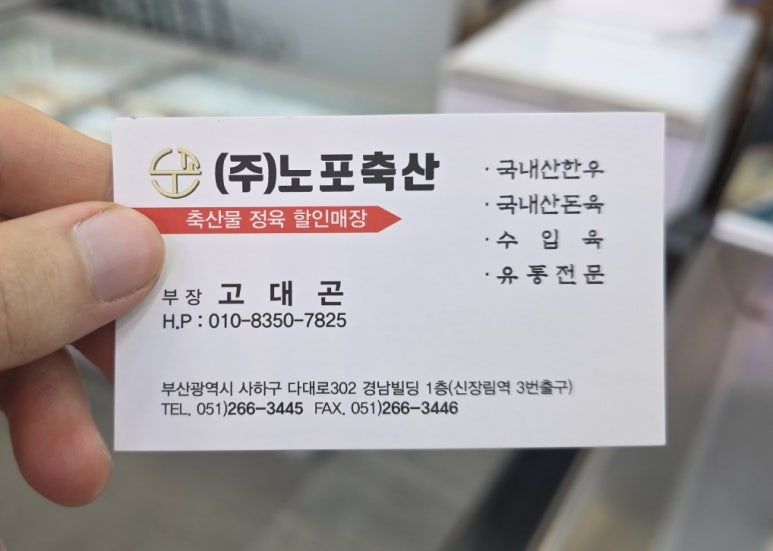 (주)노포축산
축산물 정육 할인매장
· 국내산한우
· 국내산돈육
· 수 입 육
· 유통전문
부장 고 대 곤
H.P : 010-8350-7825
부산광역시 사하구 다대로302 경남빌딩 1층(신장림역 3번출구)
TEL. 051)266-3445 FAX. 051)266-3446